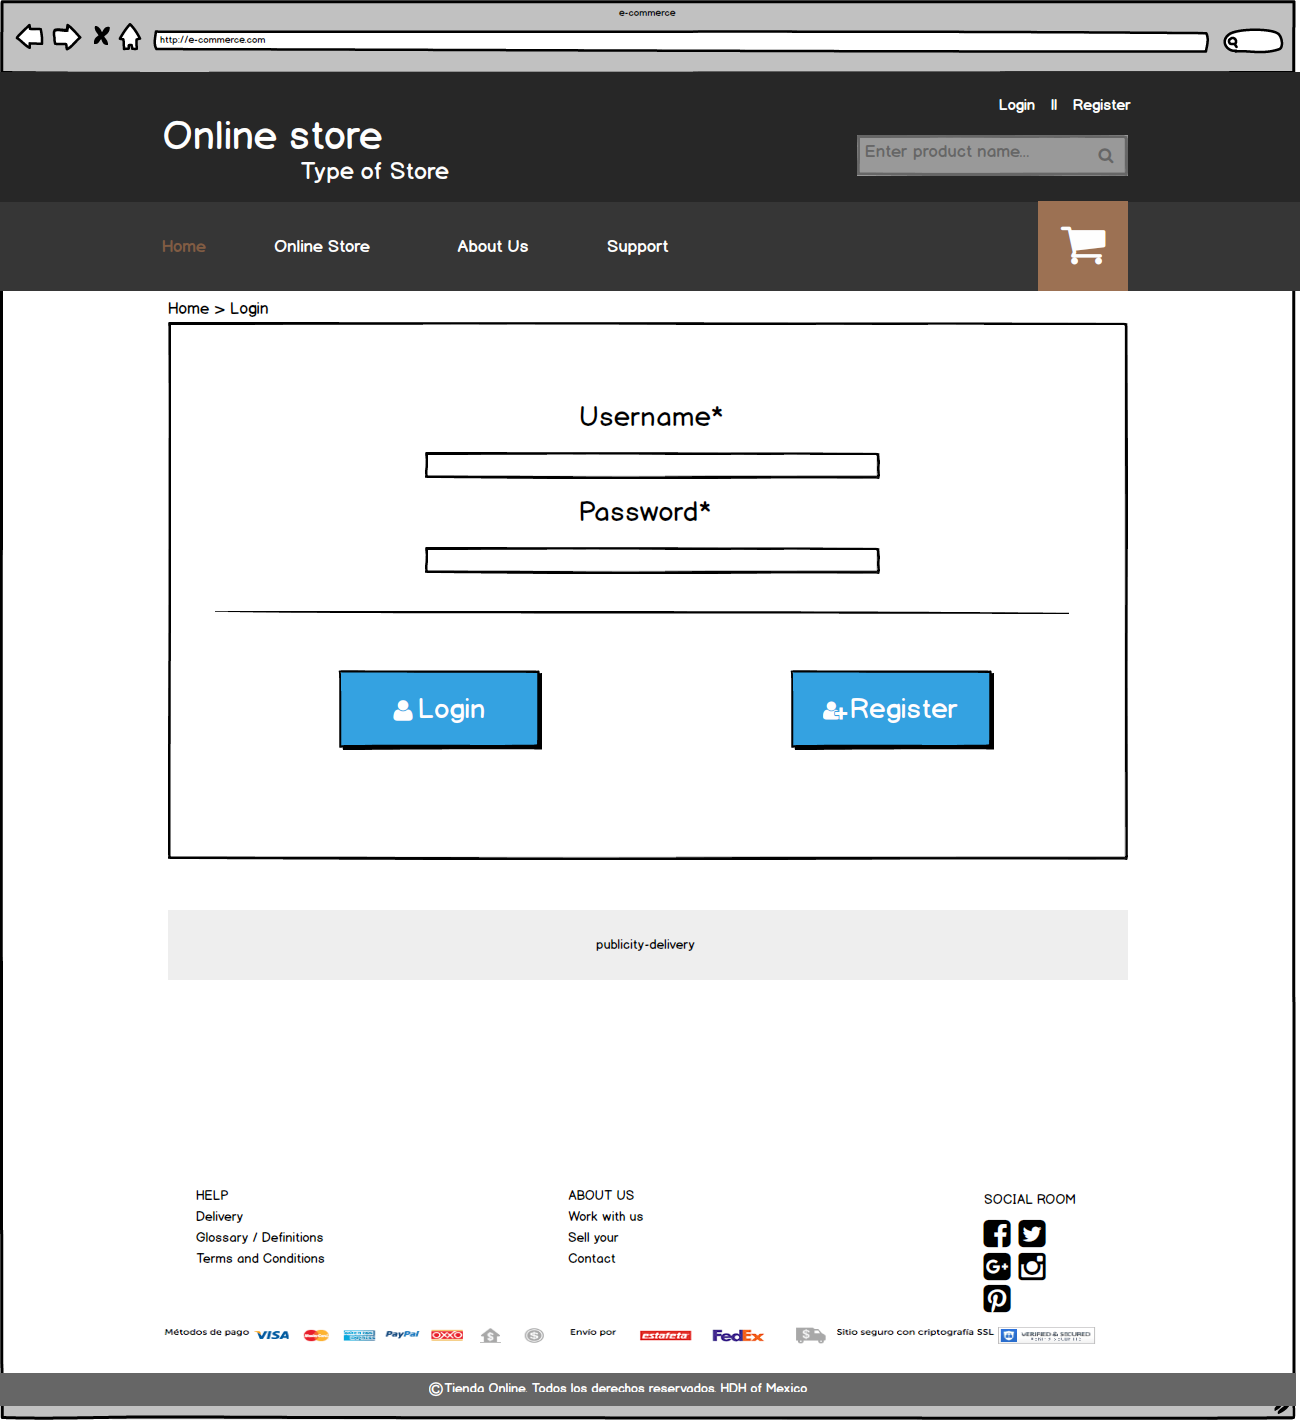 e-commerce
http://e-commerce.com
Login || Register
Online store
Type of Store
Enter product name...
Home Online Store About Us Support
Home > Login
Username*
Password*
Login Register
publicity-delivery
HELP
Delivery
Glossary / Definitions
Terms and Conditions
ABOUT US
Work with us
Sell your
Contact
SOCIAL ROOM
Métodos de pago VISA PayPal OXXO Envío por estafeta FedEx Sitio seguro con criptografía SSL VERIFIED & SECURED
© Tienda Online. Todos los derechos reservados. HDH of Mexico